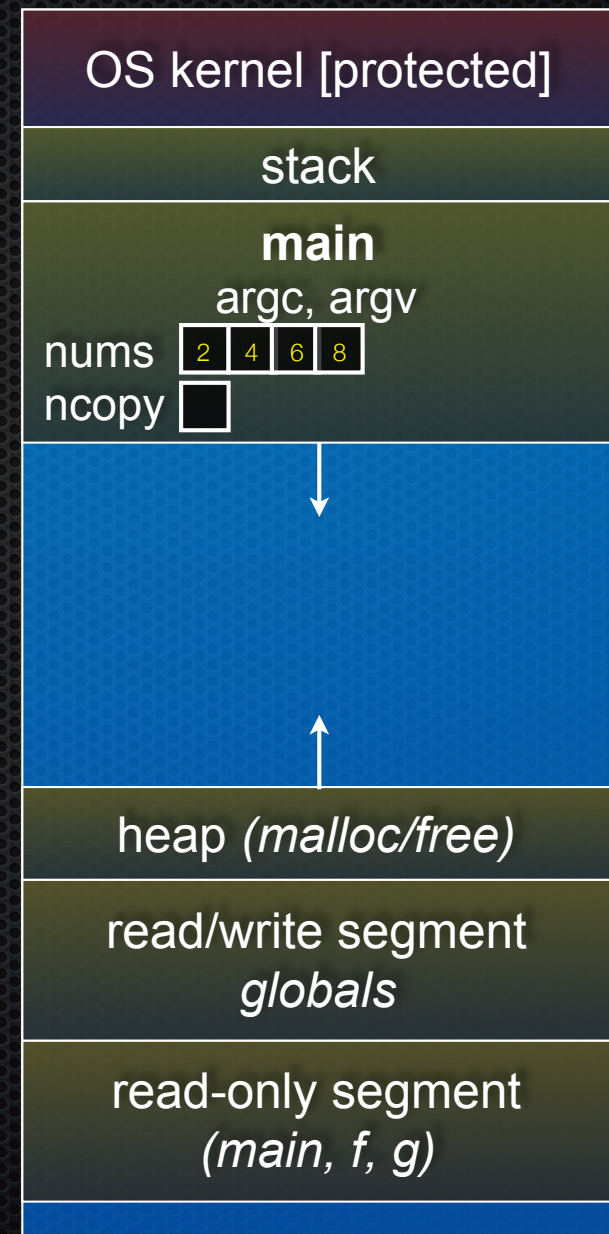 OS kernel [protected]
stack
main
argc, argv
nums 2 4 6 8
ncopy
heap (malloc/free)
read/write segment
globals
read-only segment
(main, f, g)